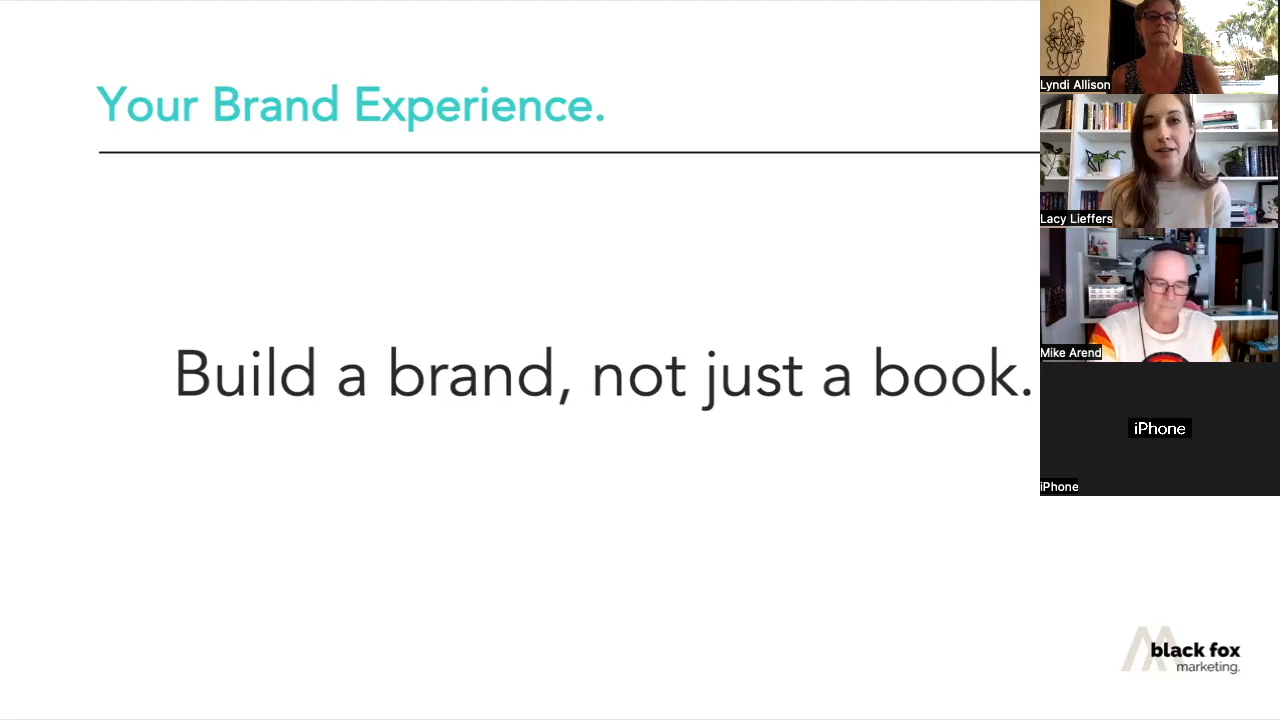 Your Brand Experience.
Build a brand, not just a book.
Lyndi Allison
Lacy Lieffers
Mike Arend
iPhone
iPhone
black fox
marketing.